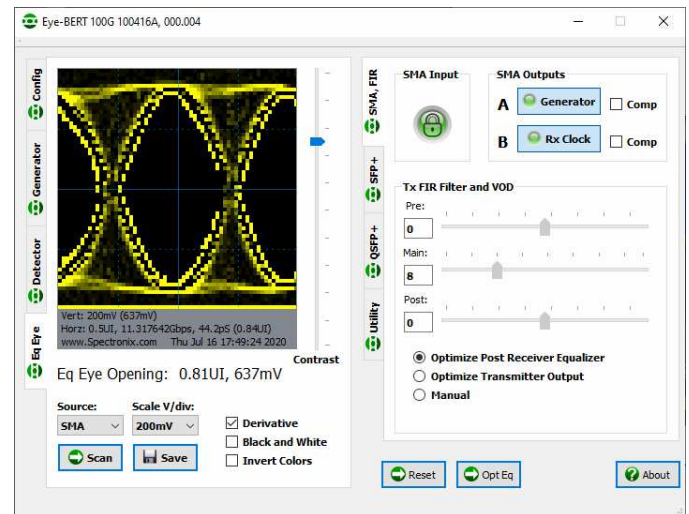 Eye-BERT 100G 100416A, 000.004
Config
Generator
Detector
Eq Eye
Vert: 200mV (637mV)
Horz: 0.5UI, 11.317642Gbps, 44.2pS (0.84UI)
www.Spectronix.com Thu Jul 16 17:49:24 2020
Contrast
Eq Eye Opening: 0.81UI, 637mV
Source:
Scale V/div:
SMA
200mV
Derivative
Black and White
Invert Colors
Scan
Save
SMA, FIR
SFP+
QSFP+
Utility
SMA Input
SMA Outputs
A Generator Comp
B Rx Clock Comp
Tx FIR Filter and VOD
Pre:
0
Main:
8
Post:
0
Optimize Post Receiver Equalizer
Optimize Transmitter Output
Manual
Reset
Opt Eq
About